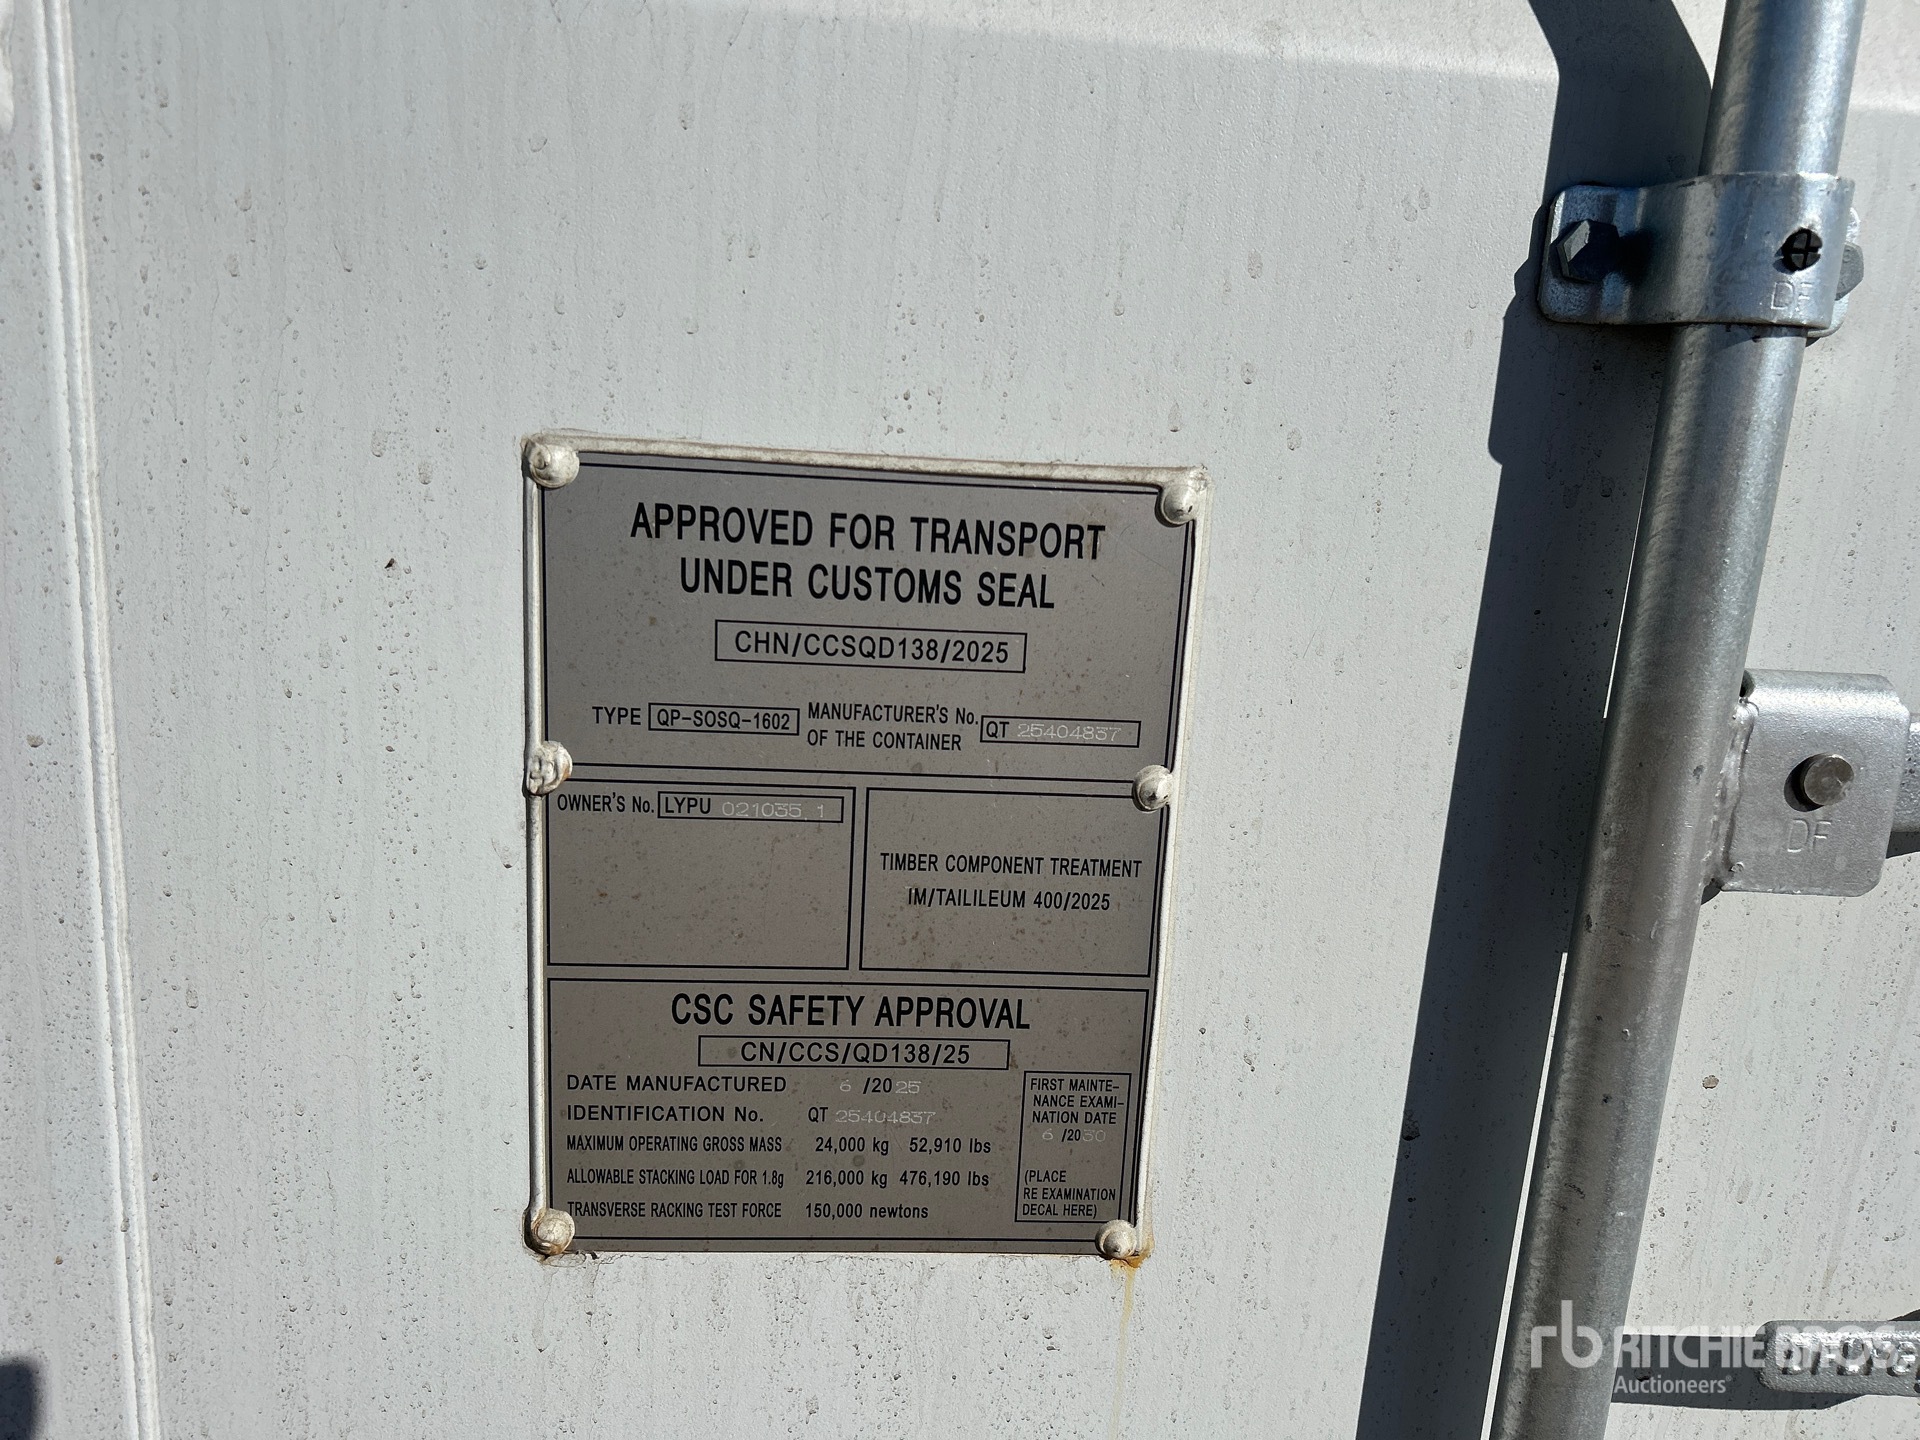 APPROVED FOR TRANSPORT
UNDER CUSTOMS SEAL
CHN/CCSQD138/2025
TYPE QP-SOSQ-1602 MANUFACTURER'S No. OF THE CONTAINER QT 25404837
OWNER'S No. LYPU 021035 1
TIMBER COMPONENT TREATMENT
IM/TAILILEUM 400/2025
CSC SAFETY APPROVAL
CN/CCS/QD138/25
DATE MANUFACTURED 6 /2025
IDENTIFICATION No. QT 25404837
MAXIMUM OPERATING GROSS MASS 24,000 kg 52,910 lbs
ALLOWABLE STACKING LOAD FOR 1.8g 216,000 kg 476,190 lbs
TRANSVERSE RACKING TEST FORCE 150,000 newtons
FIRST MAINTE-
NANCE EXAMI-
NATION DATE
6 /2030
(PLACE
RE EXAMINATION
DECAL HERE)
DF
DF
rb RITCHIE BROS
Auctioneers